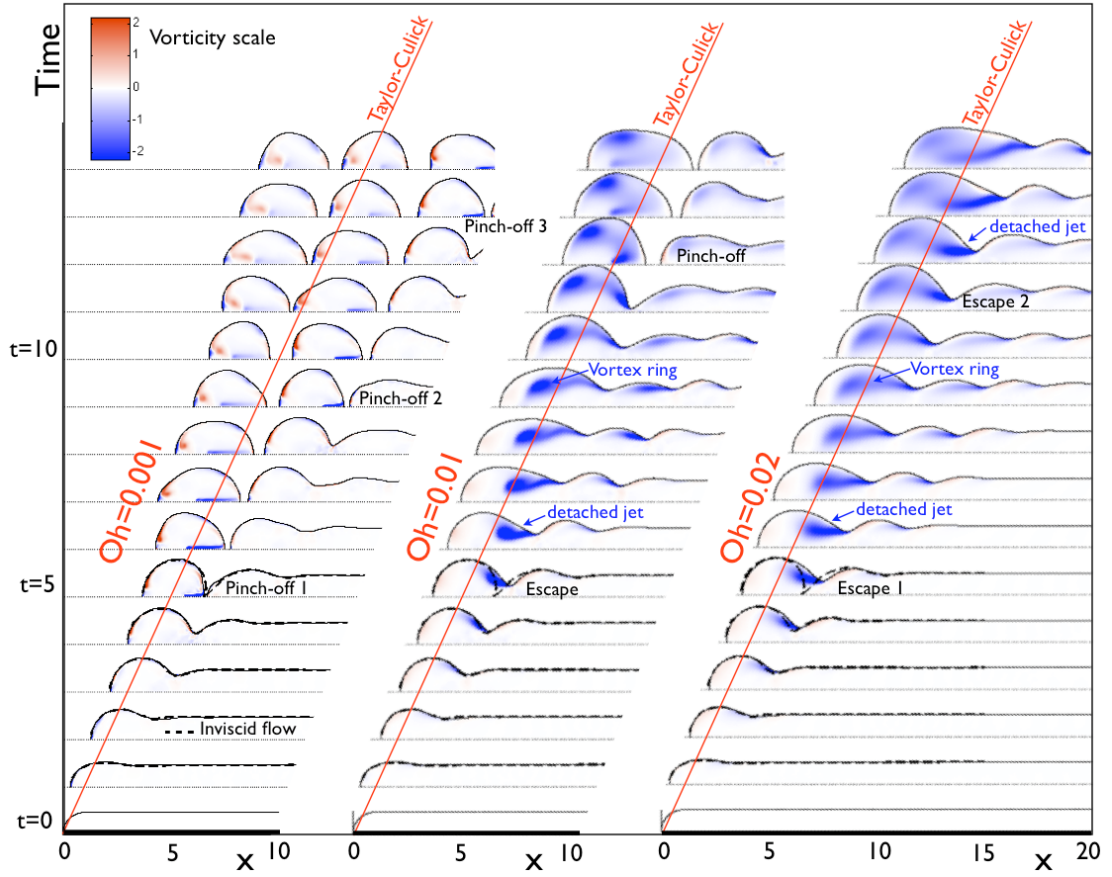 Time
2
1
0
-1
-2
Vorticity scale
Taylor-Culick
Taylor-Culick
Taylor-Culick
Pinch-off 3
Pinch-off
detached jet
Escape 2
t=10
Pinch-off 2
Vortex ring
Vortex ring
Oh=0.001
Oh=0.01
Oh=0.02
detached jet
detached jet
t=5
Pinch-off 1
Escape
Escape 1
Inviscid flow
t=0
0 5 x 10 0 5 x 10 0 5 10 15 x 20